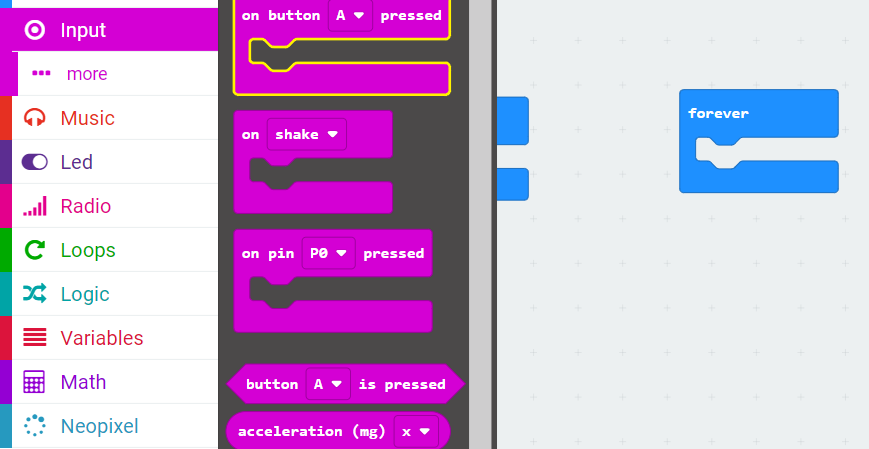 Input
more
Music
Led
Radio
Loops
Logic
Variables
Math
Neopixel
on button A pressed
on shake
on pin P0 pressed
button A is pressed
acceleration (mg) x
forever